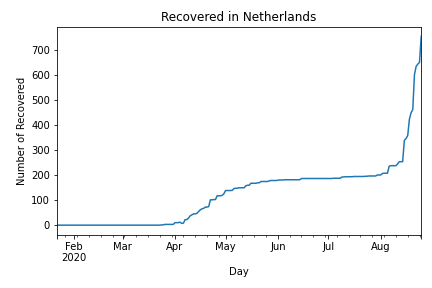 Recovered in Netherlands
Number of Recovered
700
600
500
400
300
200
100
0
Feb Mar Apr May Jun Jul Aug
2020
Day